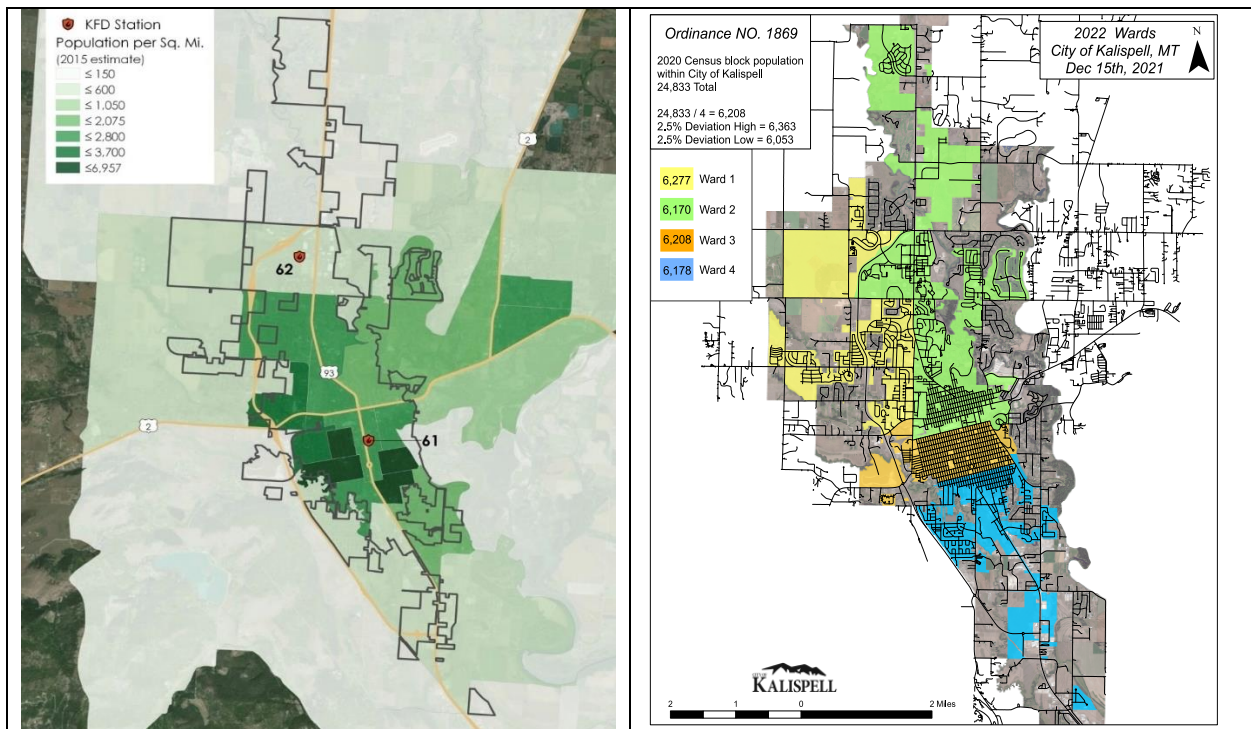 KFD Station
Population per Sq. Mi.
(2015 estimate)
≤ 150
≤ 600
≤ 1,050
≤ 2,075
≤ 2,800
≤ 3,700
≤6,957
2
62
93
2
61
Ordinance NO. 1869
2020 Census block population
within City of Kalispell
24,833 Total
24,833 / 4 = 6,208
2.5% Deviation High = 6,363
2.5% Deviation Low = 6,053
6,277 Ward 1
6,170 Ward 2
6,208 Ward 3
6,178 Ward 4
2022 Wards
City of Kalispell, MT
Dec 15th, 2021
N
CITY OF
KALISPELL
2 1 0 2 Miles